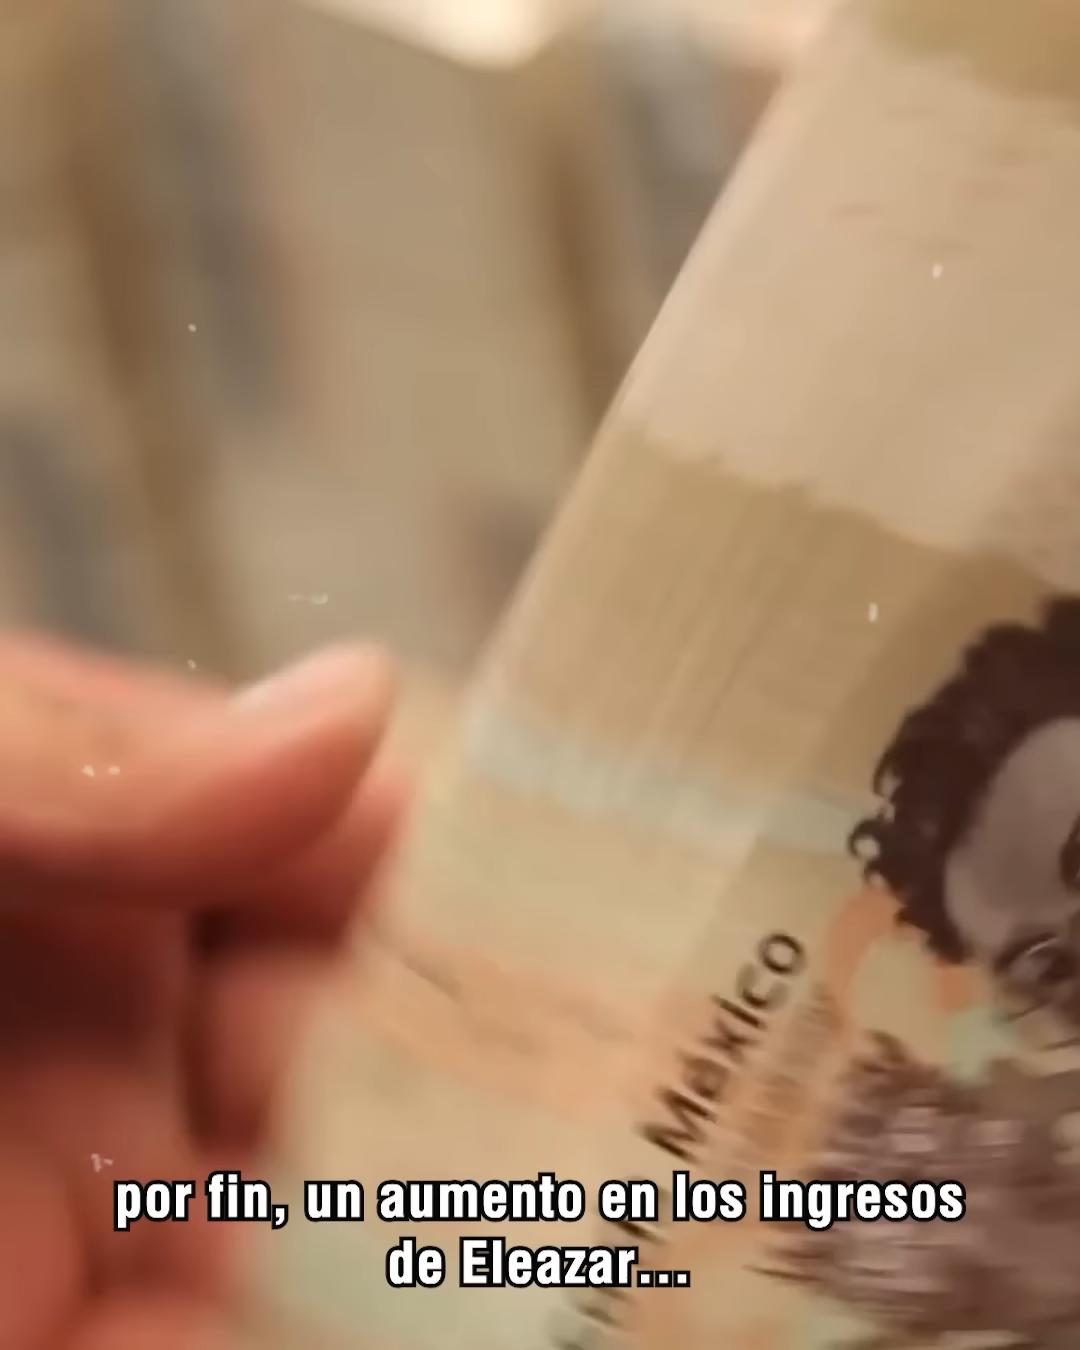 México
por fin, un aumento en los ingresos
de Eleazar...